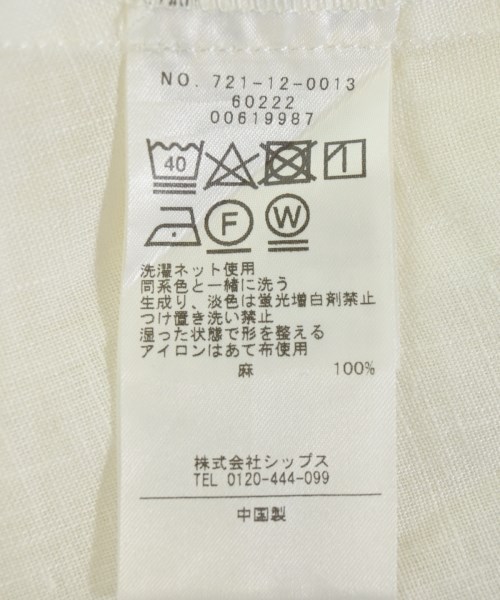 NO. 721-12-0013
60222
00619987
40
F W
洗濯ネット使用
同系色と一緒に洗う
生成り、淡色は蛍光増白剤禁止
つけ置き洗い禁止
湿った状態で形を整える
アイロンはあて布使用
麻 100%
株式会社シップス
TEL 0120-444-099
中国製